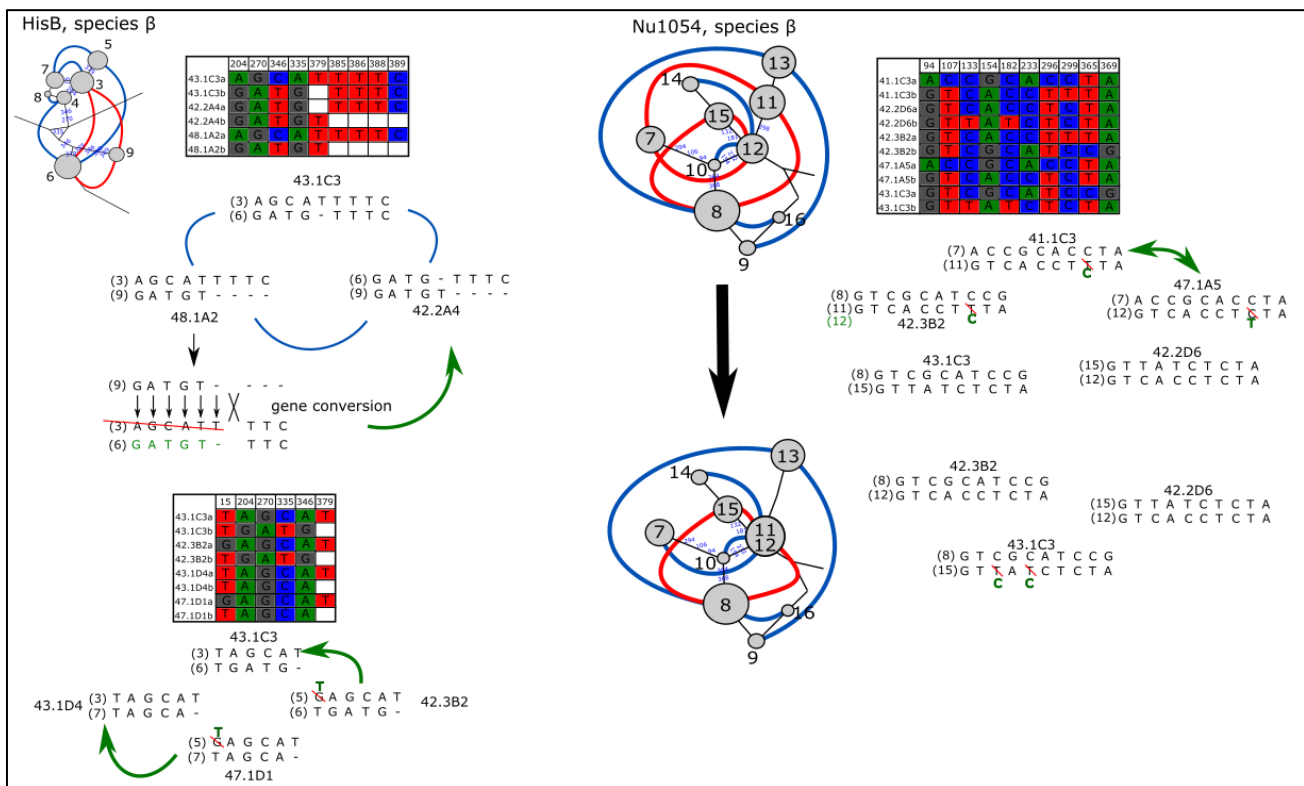 HisB, species β
5
7
3
8
4
9
6
204 270 346 335 379 385 386 388 389
43.1C3a A G C A T T T T C
43.1C3b G A T G T T T C
42.2A4a G A T G T T T C
42.2A4b G A T G T
48.1A2a A G C A T T T T C
48.1A2b G A T G T
43.1C3
(3) A G C A T T T T C
(6) G A T G - T T T C
(3) A G C A T T T T C
(9) G A T G T - - - -
48.1A2
(6) G A T G - T T T C
(9) G A T G T - - - -
42.2A4
(9) G A T G T - - - -
gene conversion
(3) A G C A T T T T C
(6) G A T G T - T T C
15 204 270 335 346 379
43.1C3a T A G C A T
43.1C3b T G A T G
42.3B2a G A G C A T
42.3B2b T G A T G
43.1D4a T A G C A T
43.1D4b T A G C A
47.1D1a G A G C A T
47.1D1b T A G C A
43.1C3
(3) T A G C A T
(6) T G A T G -
43.1D4
(3) T A G C A T
(7) T A G C A -
T
(5) G A G C A T
(6) T G A T G -
42.3B2
T
(5) G A G C A T
(7) T A G C A -
47.1D1
Nu1054, species β
13
14
11
15
7
12
10
8
16
9
94 107 133 154 182 233 296 299 365 369
41.1C3a A C C G C A C C T A
41.1C3b G T C A C C T T T A
42.2D6a G T C A C C T C T A
42.2D6b G T T A T C T C T A
42.3B2a G T C A C C T T T A
42.3B2b G T C G C A T C C G
47.1A5a A C C G C A C C T A
47.1A5b G T C A C C T C T A
43.1C3a G T C G C A T C C G
43.1C3b G T T A T C T C T A
41.1C3
(7) A C C G C A C C T A
(11) G T C A C C T T T A
C
47.1A5
(7) A C C G C A C C T A
(12) G T C A C C T C T A
T
(8) G T C G C A T C C G
(11) G T C A C C T T T A
(12)
C
42.3B2
43.1C3
(8) G T C G C A T C C G
(15) G T T A T C T C T A
42.2D6
(15) G T T A T C T C T A
(12) G T C A C C T C T A
13
14
15
11
12
7
10
8
16
9
42.3B2
(8) G T C G C A T C C G
(12) G T C A C C T C T A
42.2D6
(15) G T T A T C T C T A
(12) G T C A C C T C T A
43.1C3
(8) G T C G C A T C C G
(15) G T T A T C T C T A
C C